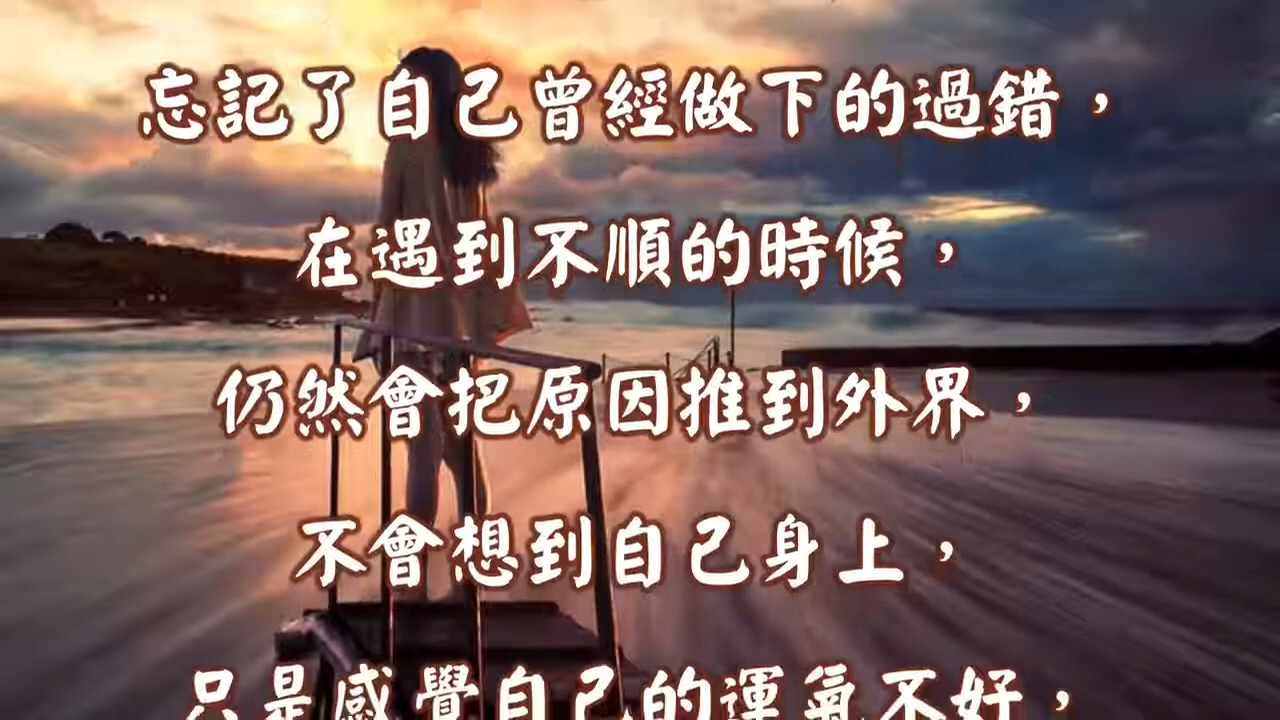 忘記了自己曾經做下的過錯，
在遇到不順的時候，
仍然會把原因推到外界，
不會想到自己身上，
只是感覺自己的運氣不好，